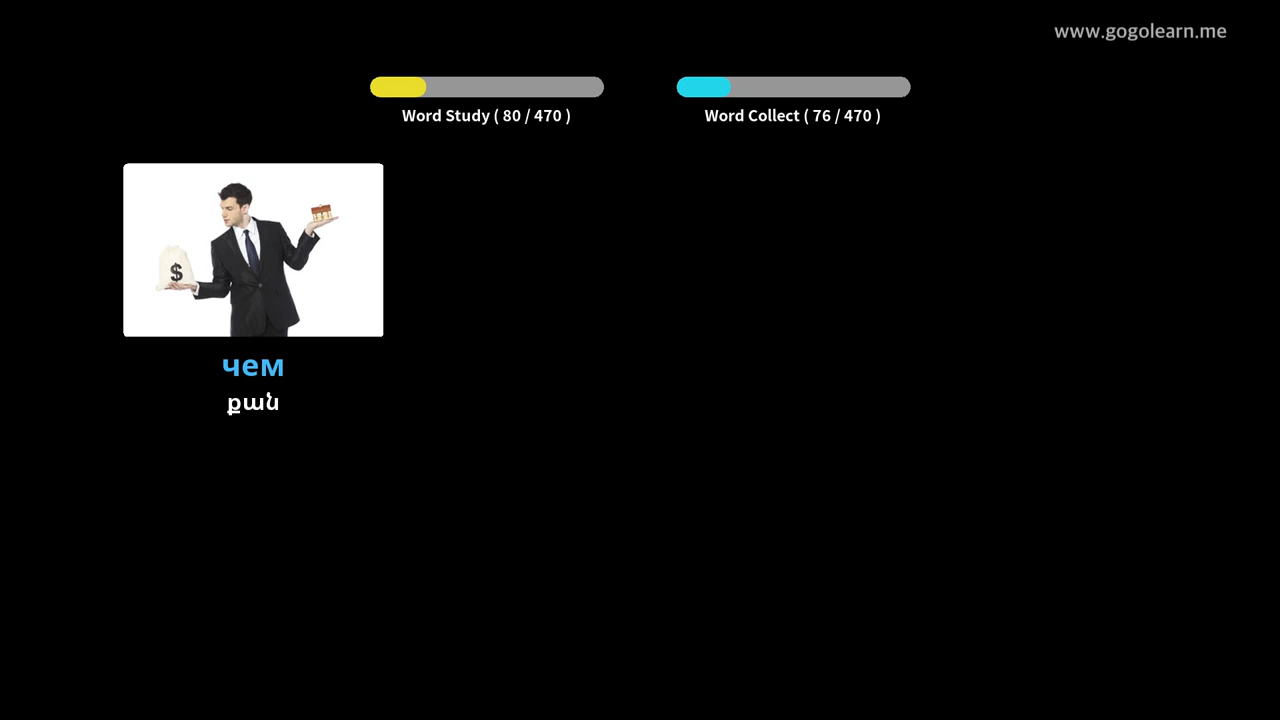 www.gogolearn.me
Word Study ( 80 / 470 )
Word Collect ( 76 / 470 )
$
чем
քան